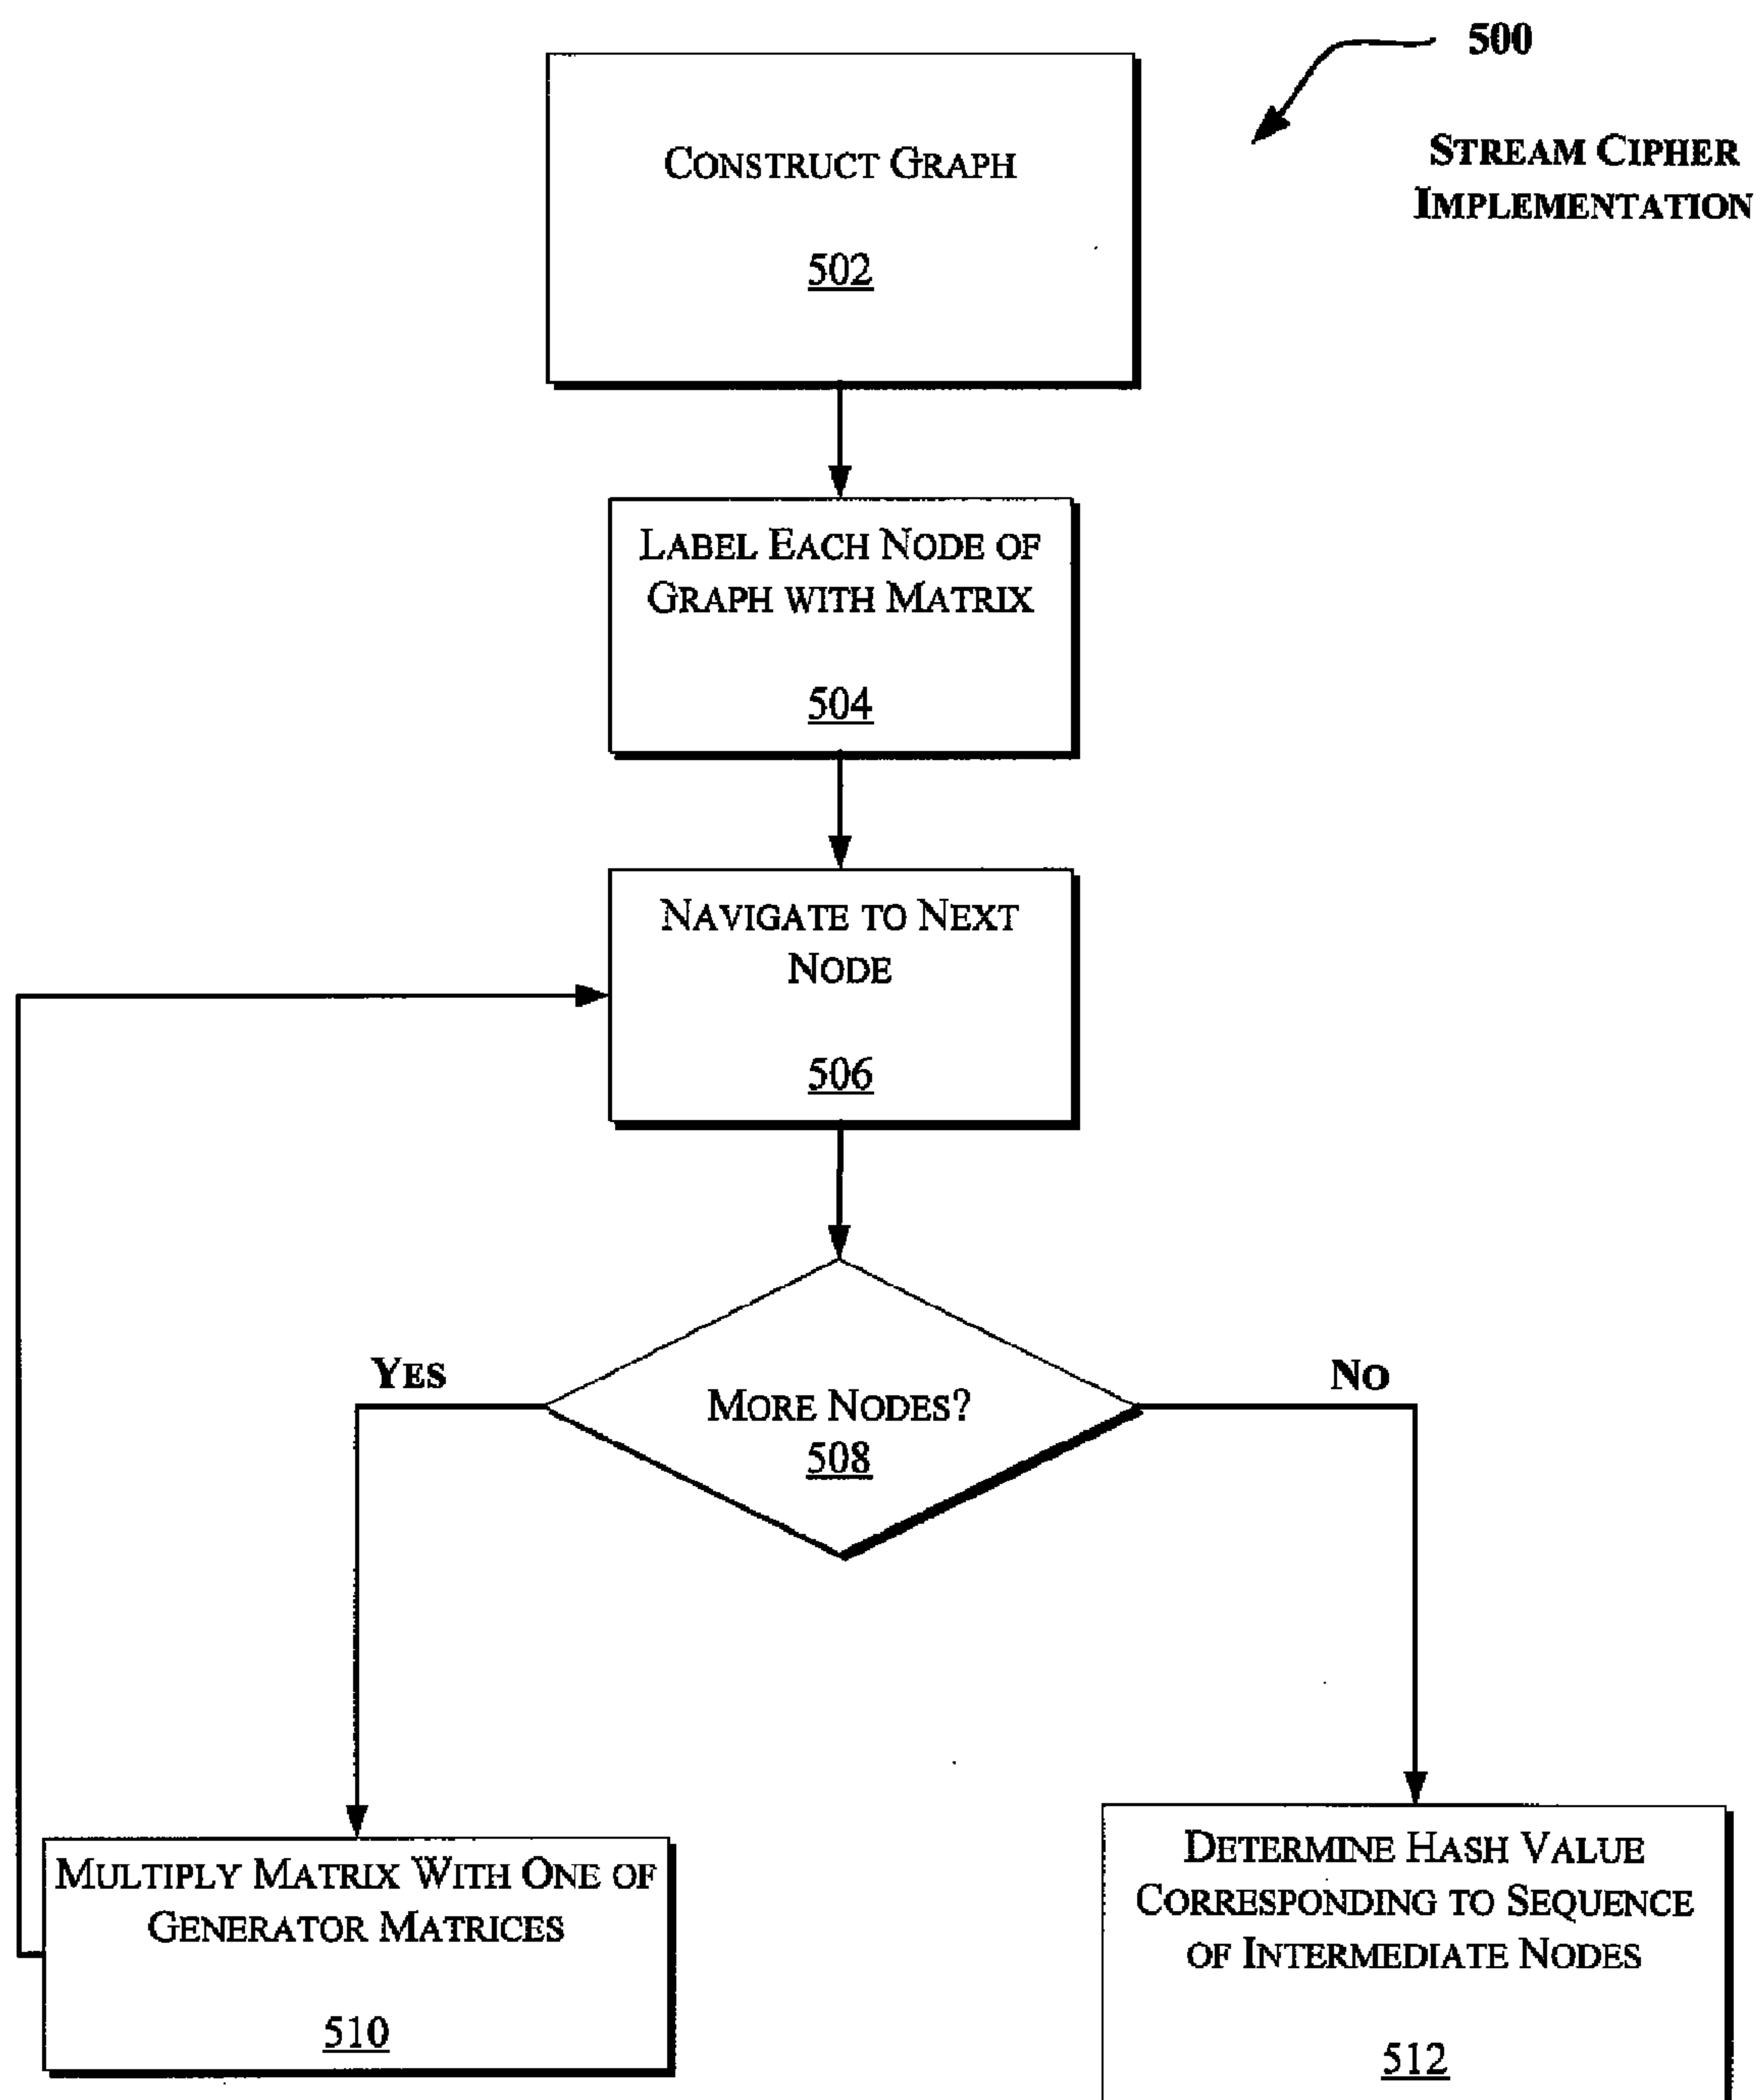 500
STREAM CIPHER
IMPLEMENTATION
CONSTRUCT GRAPH
502
LABEL EACH NODE OF
GRAPH WITH MATRIX
504
NAVIGATE TO NEXT
NODE
506
YES
NO
MORE NODES?
508
MULTIPLY MATRIX WITH ONE OF
GENERATOR MATRICES
510
DETERMINE HASH VALUE
CORRESPONDING TO SEQUENCE
OF INTERMEDIATE NODES
512